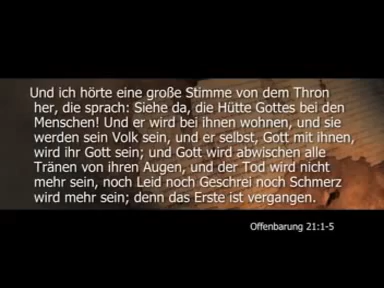 Und ich hörte eine große Stimme von dem Thron
her, die sprach: Siehe da, die Hütte Gottes bei den
Menschen! Und er wird bei ihnen wohnen, und sie
werden sein Volk sein, und er selbst, Gott mit ihnen,
wird ihr Gott sein; und Gott wird abwischen alle
Tränen von ihren Augen, und der Tod wird nicht
mehr sein, noch Leid noch Geschrei noch Schmerz
wird mehr sein; denn das Erste ist vergangen.
Offenbarung 21:1-5